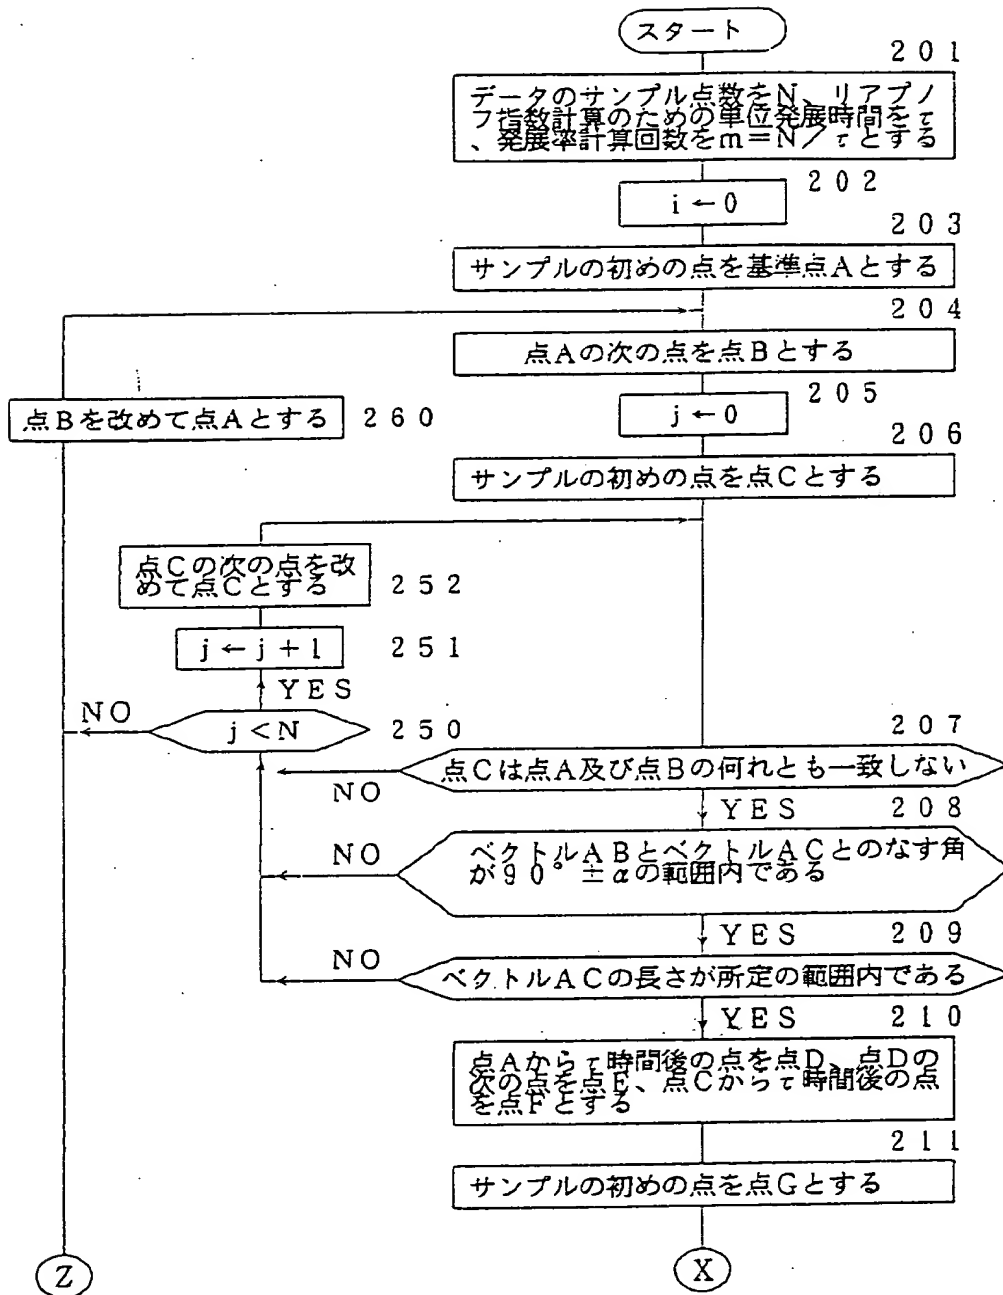 スタート
201
データのサンプル点数をN、リアプノ
フ指数計算のための単位発展時間をτ
、発展率計算回数をm=N/τとする
202
i←0
203
サンプルの初めの点を基準点Aとする
204
点Aの次の点を点Bとする
205
点Bを改めて点Aとする 260
j←0
206
サンプルの初めの点を点Cとする
点Cの次の点を改
めて点Cとする 252
j←j+1 251
YES
NO
j<N 250
207
点Cは点A及び点Bの何れとも一致しない
NO
YES 208
ベクトルABとベクトルACとのなす角
が90°±αの範囲内である
NO
YES 209
NO
ベクトルACの長さが所定の範囲内である
YES 210
点Aからτ時間後の点を点D、点Dの
次の点を点E、点Cからτ時間後の点
を点Fとする
211
サンプルの初めの点を点Gとする
Z
X